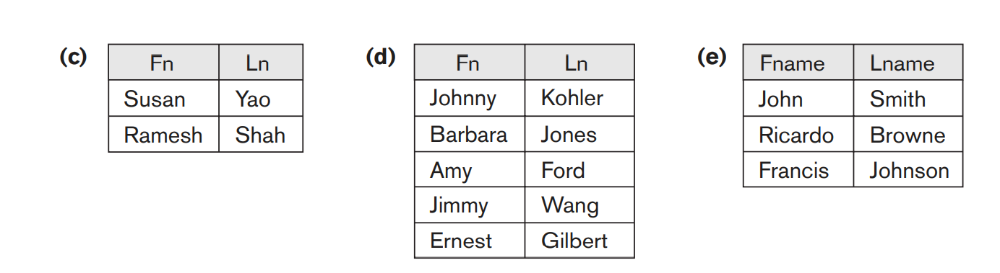 (c)
Fn Ln
Susan Yao
Ramesh Shah
(d)
Fn Ln
Johnny Kohler
Barbara Jones
Amy Ford
Jimmy Wang
Ernest Gilbert
(e)
Fname Lname
John Smith
Ricardo Browne
Francis Johnson